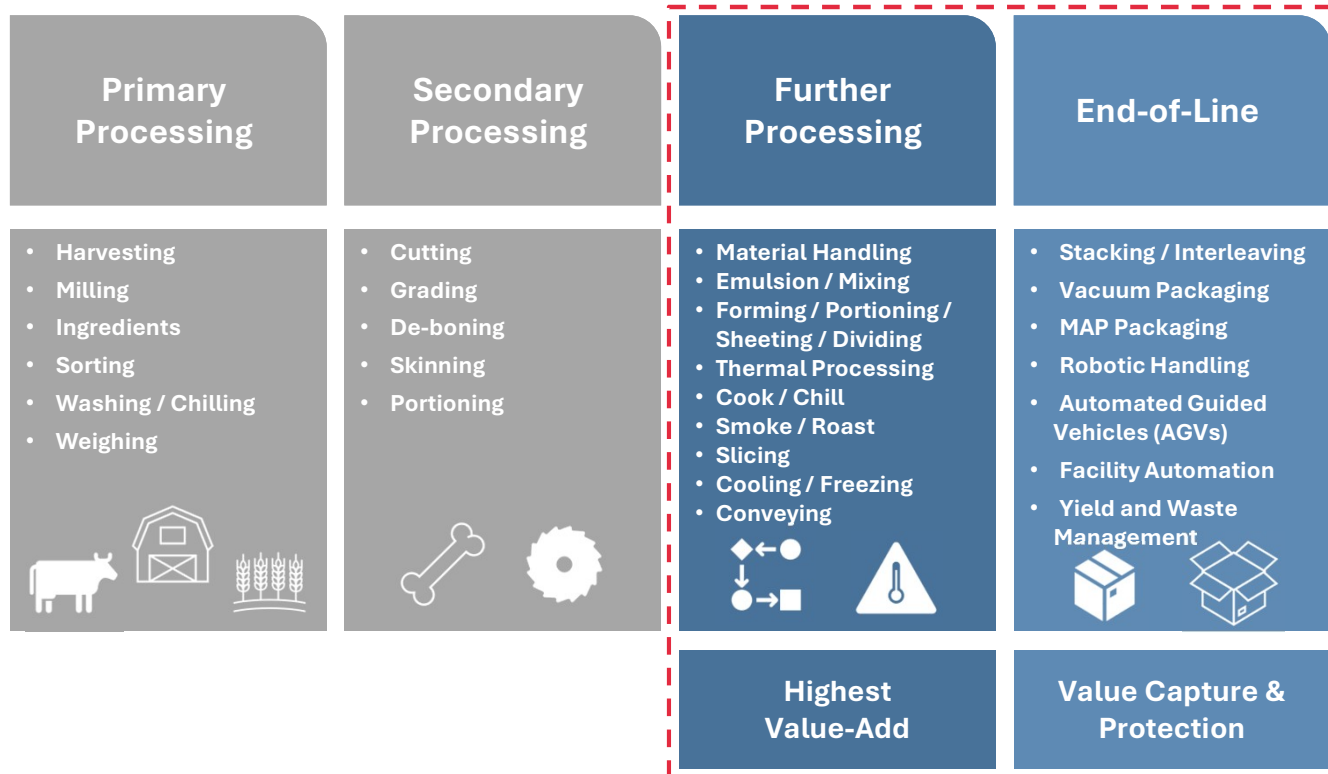 Primary
Processing
Secondary
Processing
Further
Processing
End-of-Line
• Harvesting
• Milling
• Ingredients
• Sorting
• Washing / Chilling
• Weighing
• Cutting
• Grading
• De-boning
• Skinning
• Portioning
• Material Handling
• Emulsion / Mixing
• Forming / Portioning /
Sheeting / Dividing
• Thermal Processing
• Cook / Chill
• Smoke / Roast
• Slicing
• Cooling / Freezing
• Conveying
• Stacking / Interleaving
• Vacuum Packaging
• MAP Packaging
• Robotic Handling
• Automated Guided
Vehicles (AGVs)
• Facility Automation
• Yield and Waste
Management
Highest
Value-Add
Value Capture &
Protection